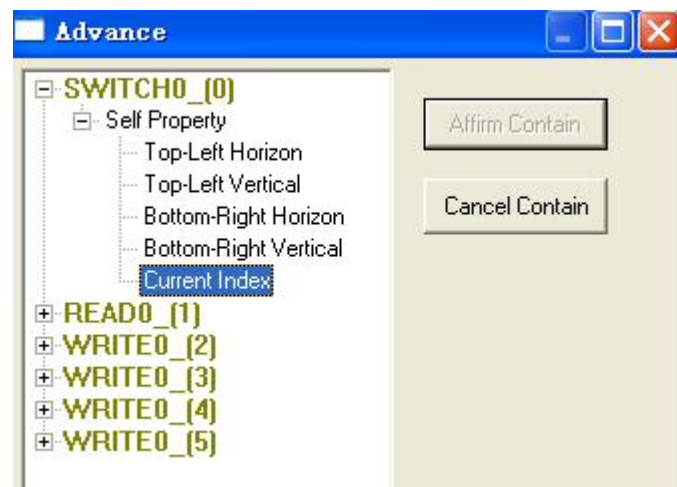 Advance
SWITCH0_(0)
Self Property
Top-Left Horizon
Top-Left Vertical
Bottom-Right Horizon
Bottom-Right Vertical
Current Index
READ0_(1)
WRITE0_(2)
WRITE0_(3)
WRITE0_(4)
WRITE0_(5)
Affirm Contain
Cancel Contain